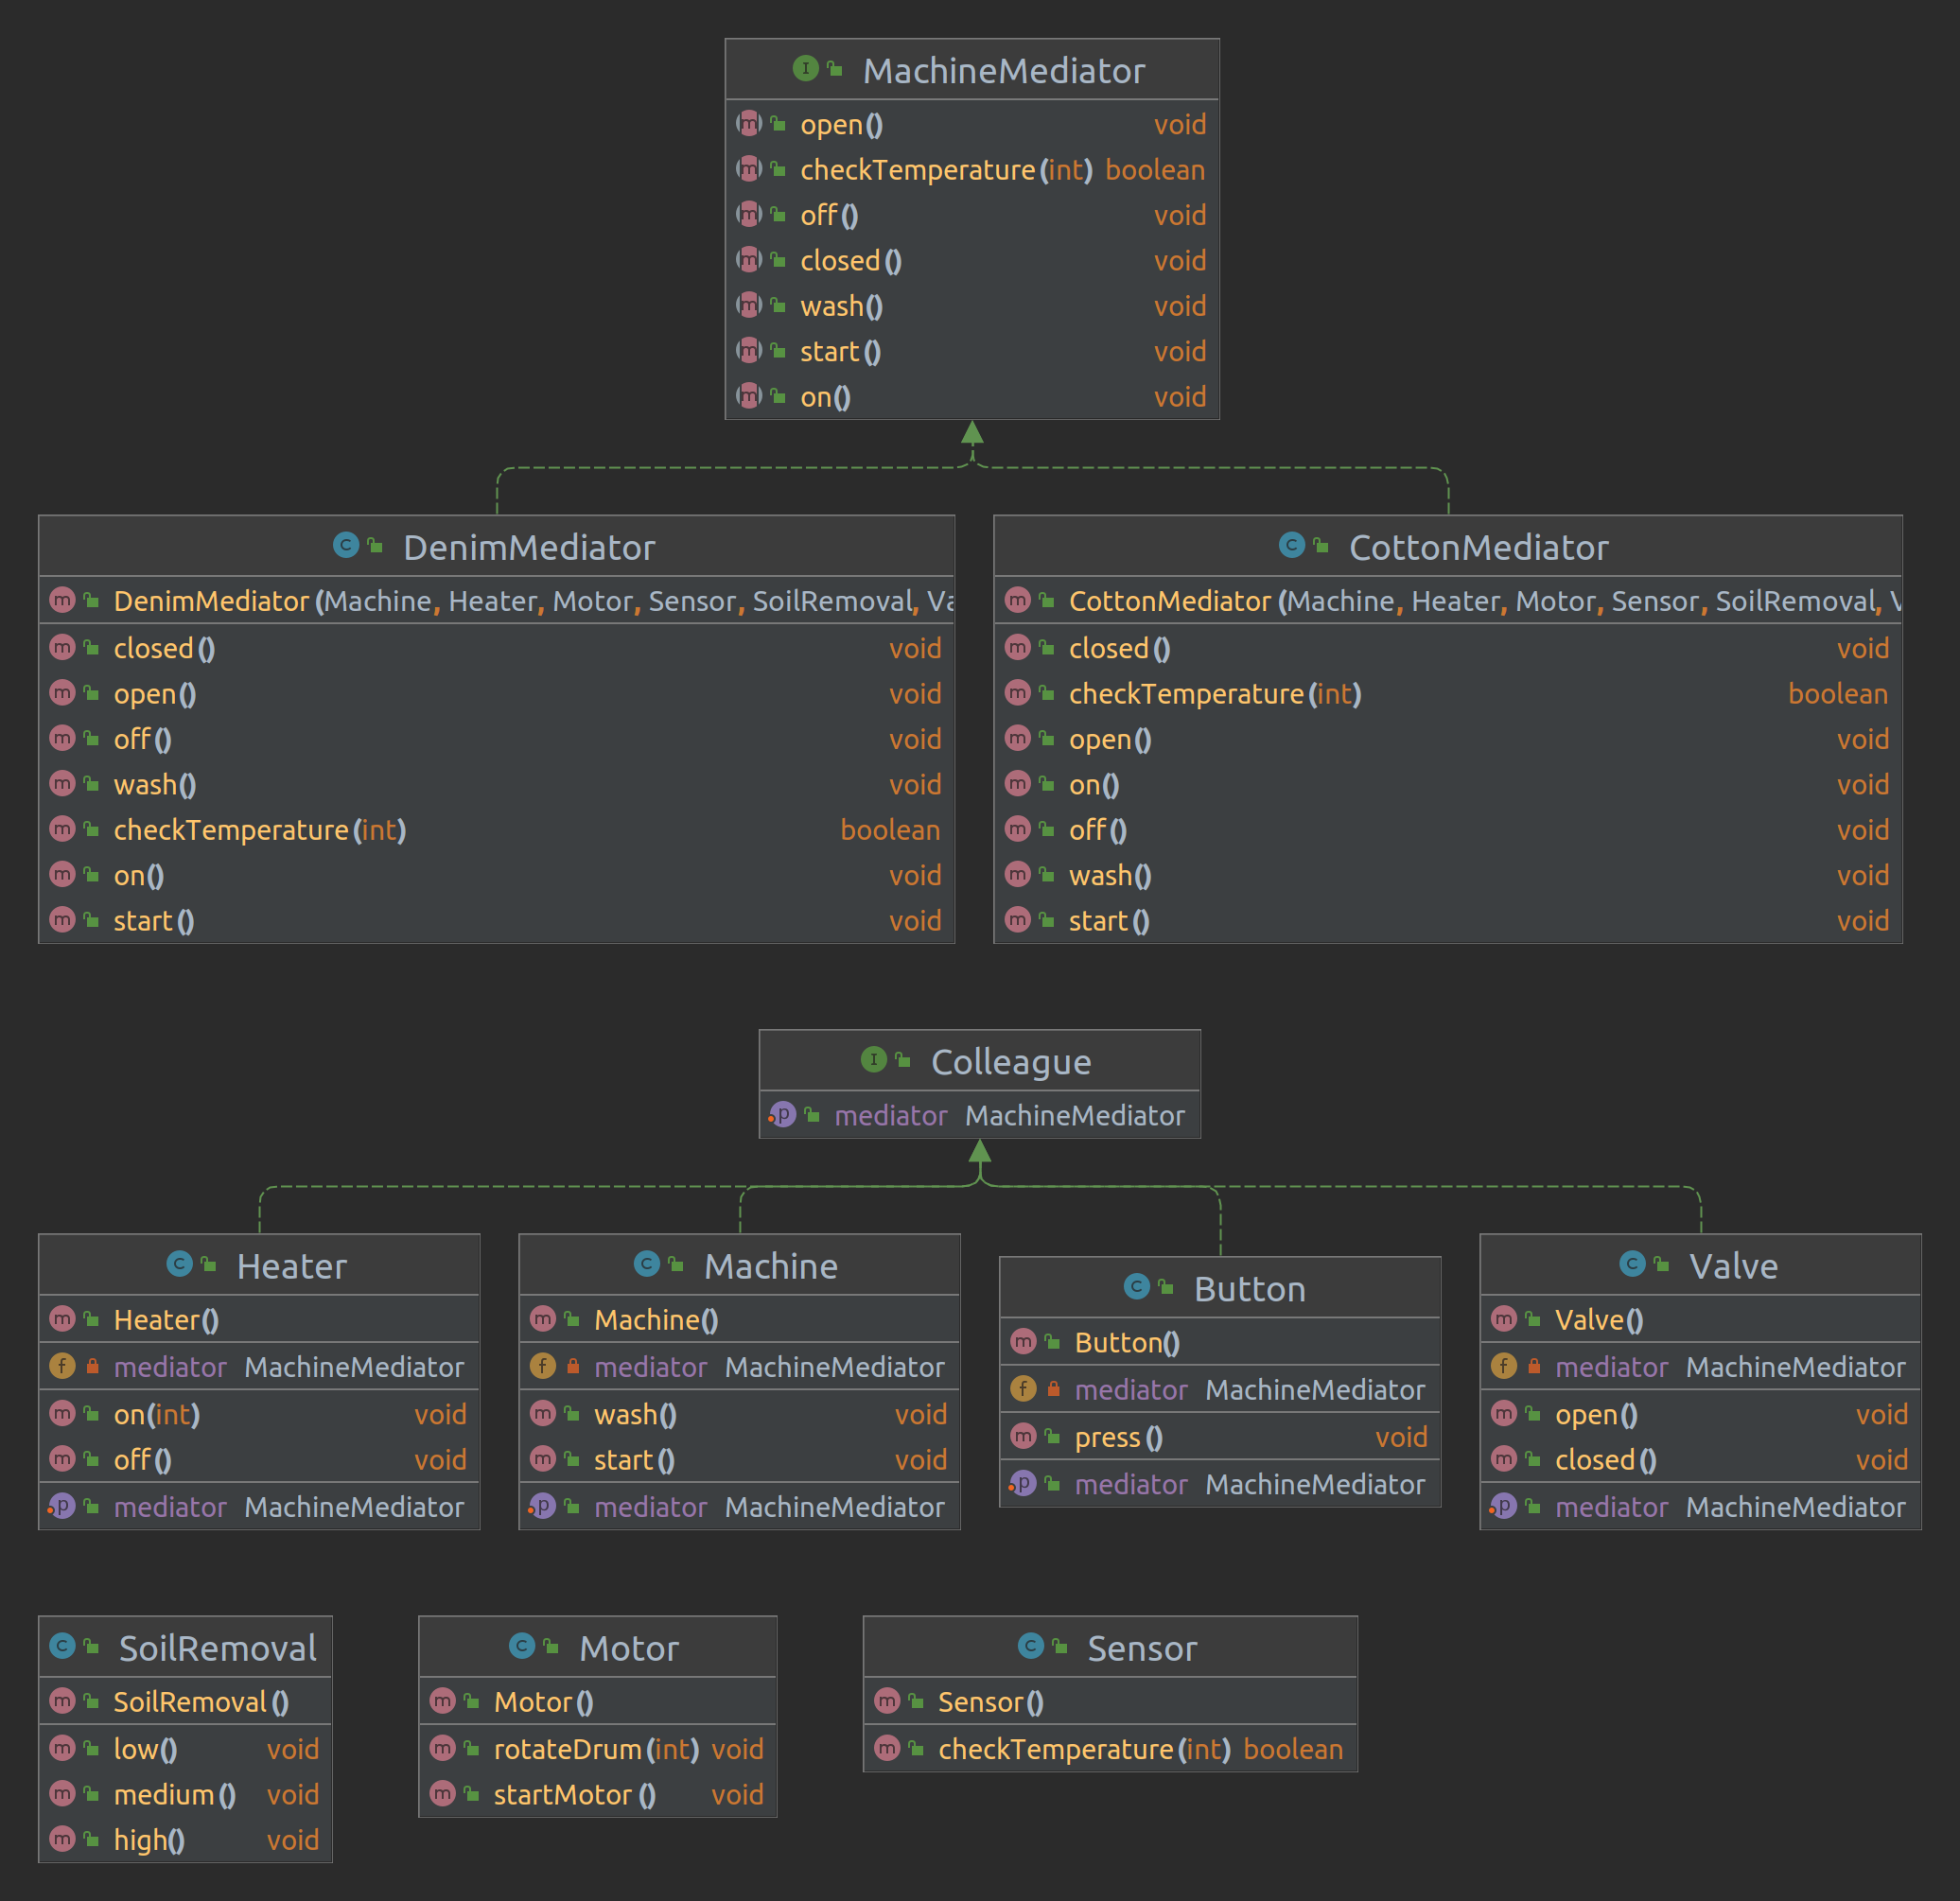 MachineMediator
open() void
checkTemperature(int) boolean
off() void
closed() void
wash() void
start() void
on() void
DenimMediator
DenimMediator(Machine, Heater, Motor, Sensor, SoilRemoval, Va
closed() void
open() void
off() void
wash() void
checkTemperature(int) boolean
on() void
start() void
CottonMediator
CottonMediator(Machine, Heater, Motor, Sensor, SoilRemoval, V
closed() void
checkTemperature(int) boolean
open() void
on() void
off() void
wash() void
start() void
Colleague
mediator MachineMediator
Heater
Heater()
mediator MachineMediator
on(int) void
off() void
mediator MachineMediator
Machine
Machine()
mediator MachineMediator
wash() void
start() void
mediator MachineMediator
Button
Button()
mediator MachineMediator
press() void
mediator MachineMediator
Valve
Valve()
mediator MachineMediator
open() void
closed() void
mediator MachineMediator
SoilRemoval
SoilRemoval()
low() void
medium() void
high() void
Motor
Motor()
rotateDrum(int) void
startMotor() void
Sensor
Sensor()
checkTemperature(int) boolean